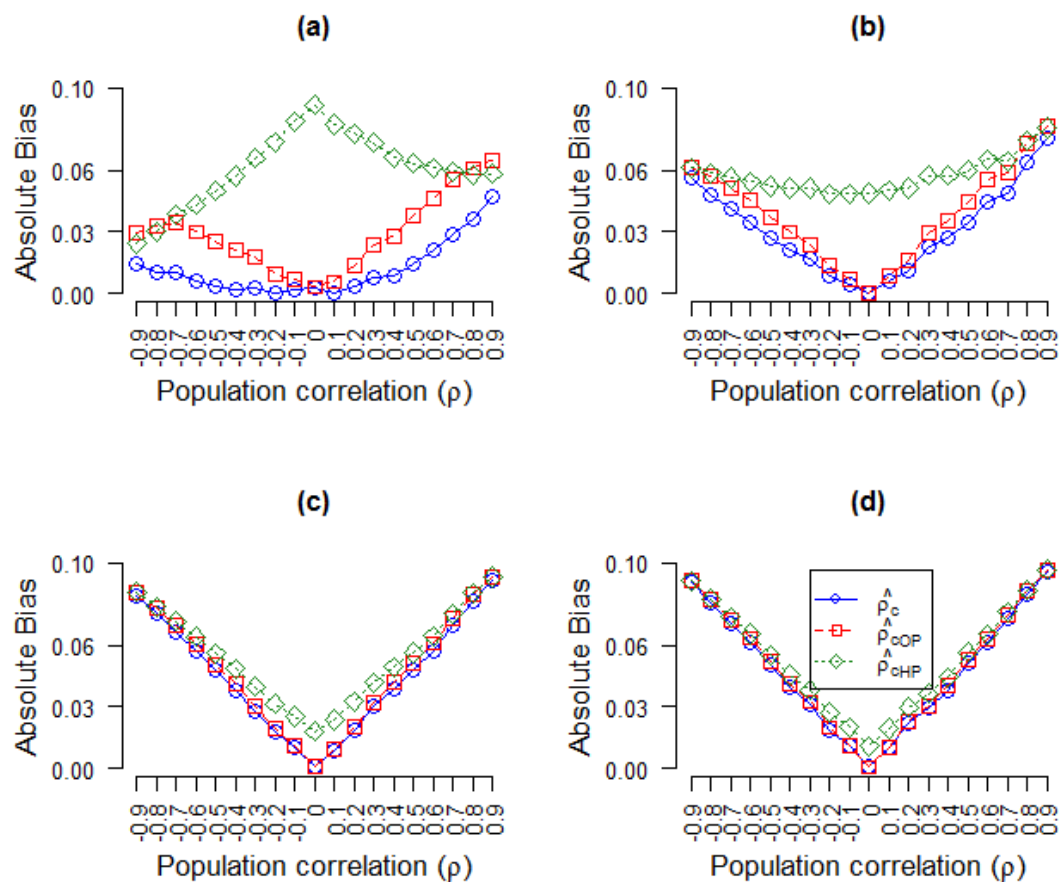 (a)
Absolute Bias
0.10
0.06
0.03
0.00
-0.9 -0.8 -0.7 -0.6 -0.5 -0.4 -0.3 -0.2 -0.1 0 0.1 0.2 0.3 0.4 0.5 0.6 0.7 0.8 0.9
Population correlation (ρ)
(b)
Absolute Bias
0.10
0.06
0.03
0.00
-0.9 -0.8 -0.7 -0.6 -0.5 -0.4 -0.3 -0.2 -0.1 0 0.1 0.2 0.3 0.4 0.5 0.6 0.7 0.8 0.9
Population correlation (ρ)
(c)
Absolute Bias
0.10
0.06
0.03
0.00
-0.9 -0.8 -0.7 -0.6 -0.5 -0.4 -0.3 -0.2 -0.1 0 0.1 0.2 0.3 0.4 0.5 0.6 0.7 0.8 0.9
Population correlation (ρ)
(d)
Absolute Bias
0.10
0.06
0.03
0.00
ρ̂c
ρ̂cOP
ρ̂cHP
-0.9 -0.8 -0.7 -0.6 -0.5 -0.4 -0.3 -0.2 -0.1 0 0.1 0.2 0.3 0.4 0.5 0.6 0.7 0.8 0.9
Population correlation (ρ)